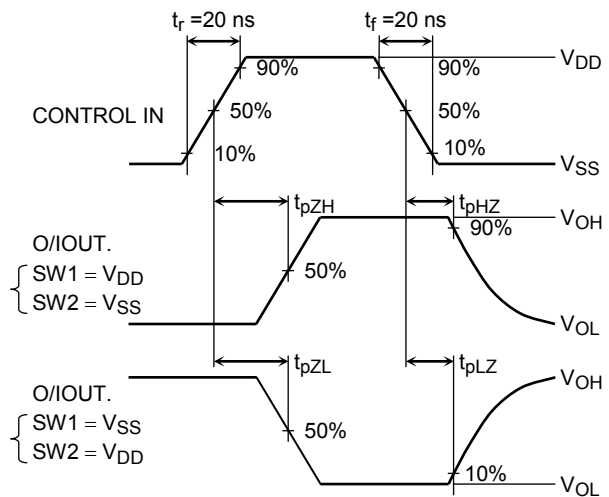 tr = 20 ns
tf = 20 ns
VDD
90%
90%
CONTROL IN
50%
50%
10%
10%
VSS
tpZH
tpHZ
VOH
90%
O/IOUT.
SW1 = VDD
SW2 = VSS
50%
VOL
tpZL
tpLZ
VOH
O/IOUT.
SW1 = VSS
SW2 = VDD
50%
10%
VOL